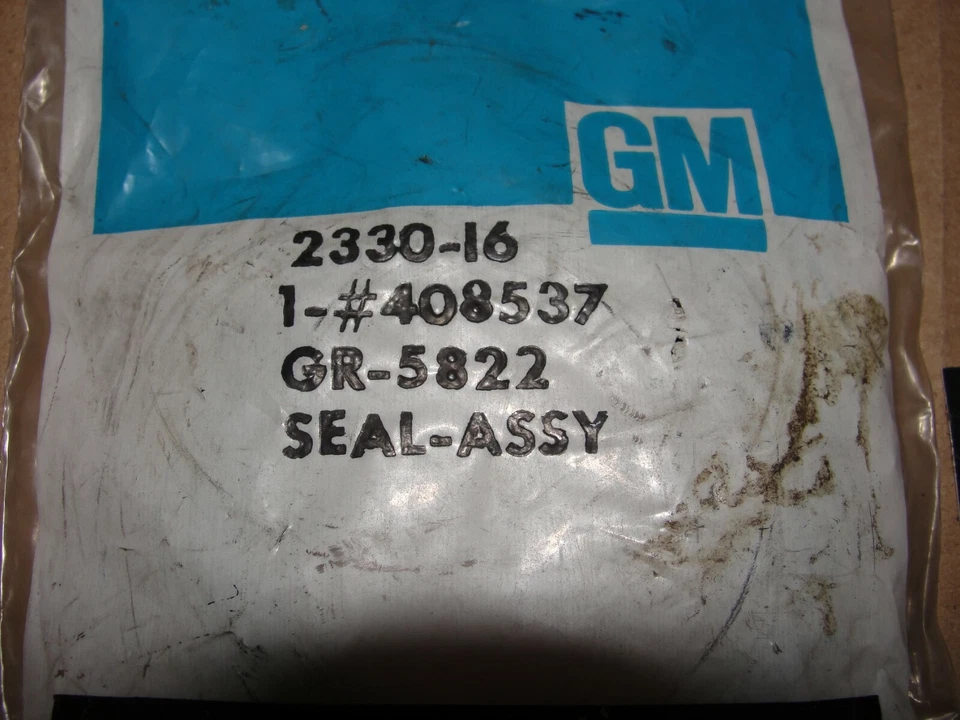 GM
2330-16
1-#408537
GR-5822
SEAL-ASSY